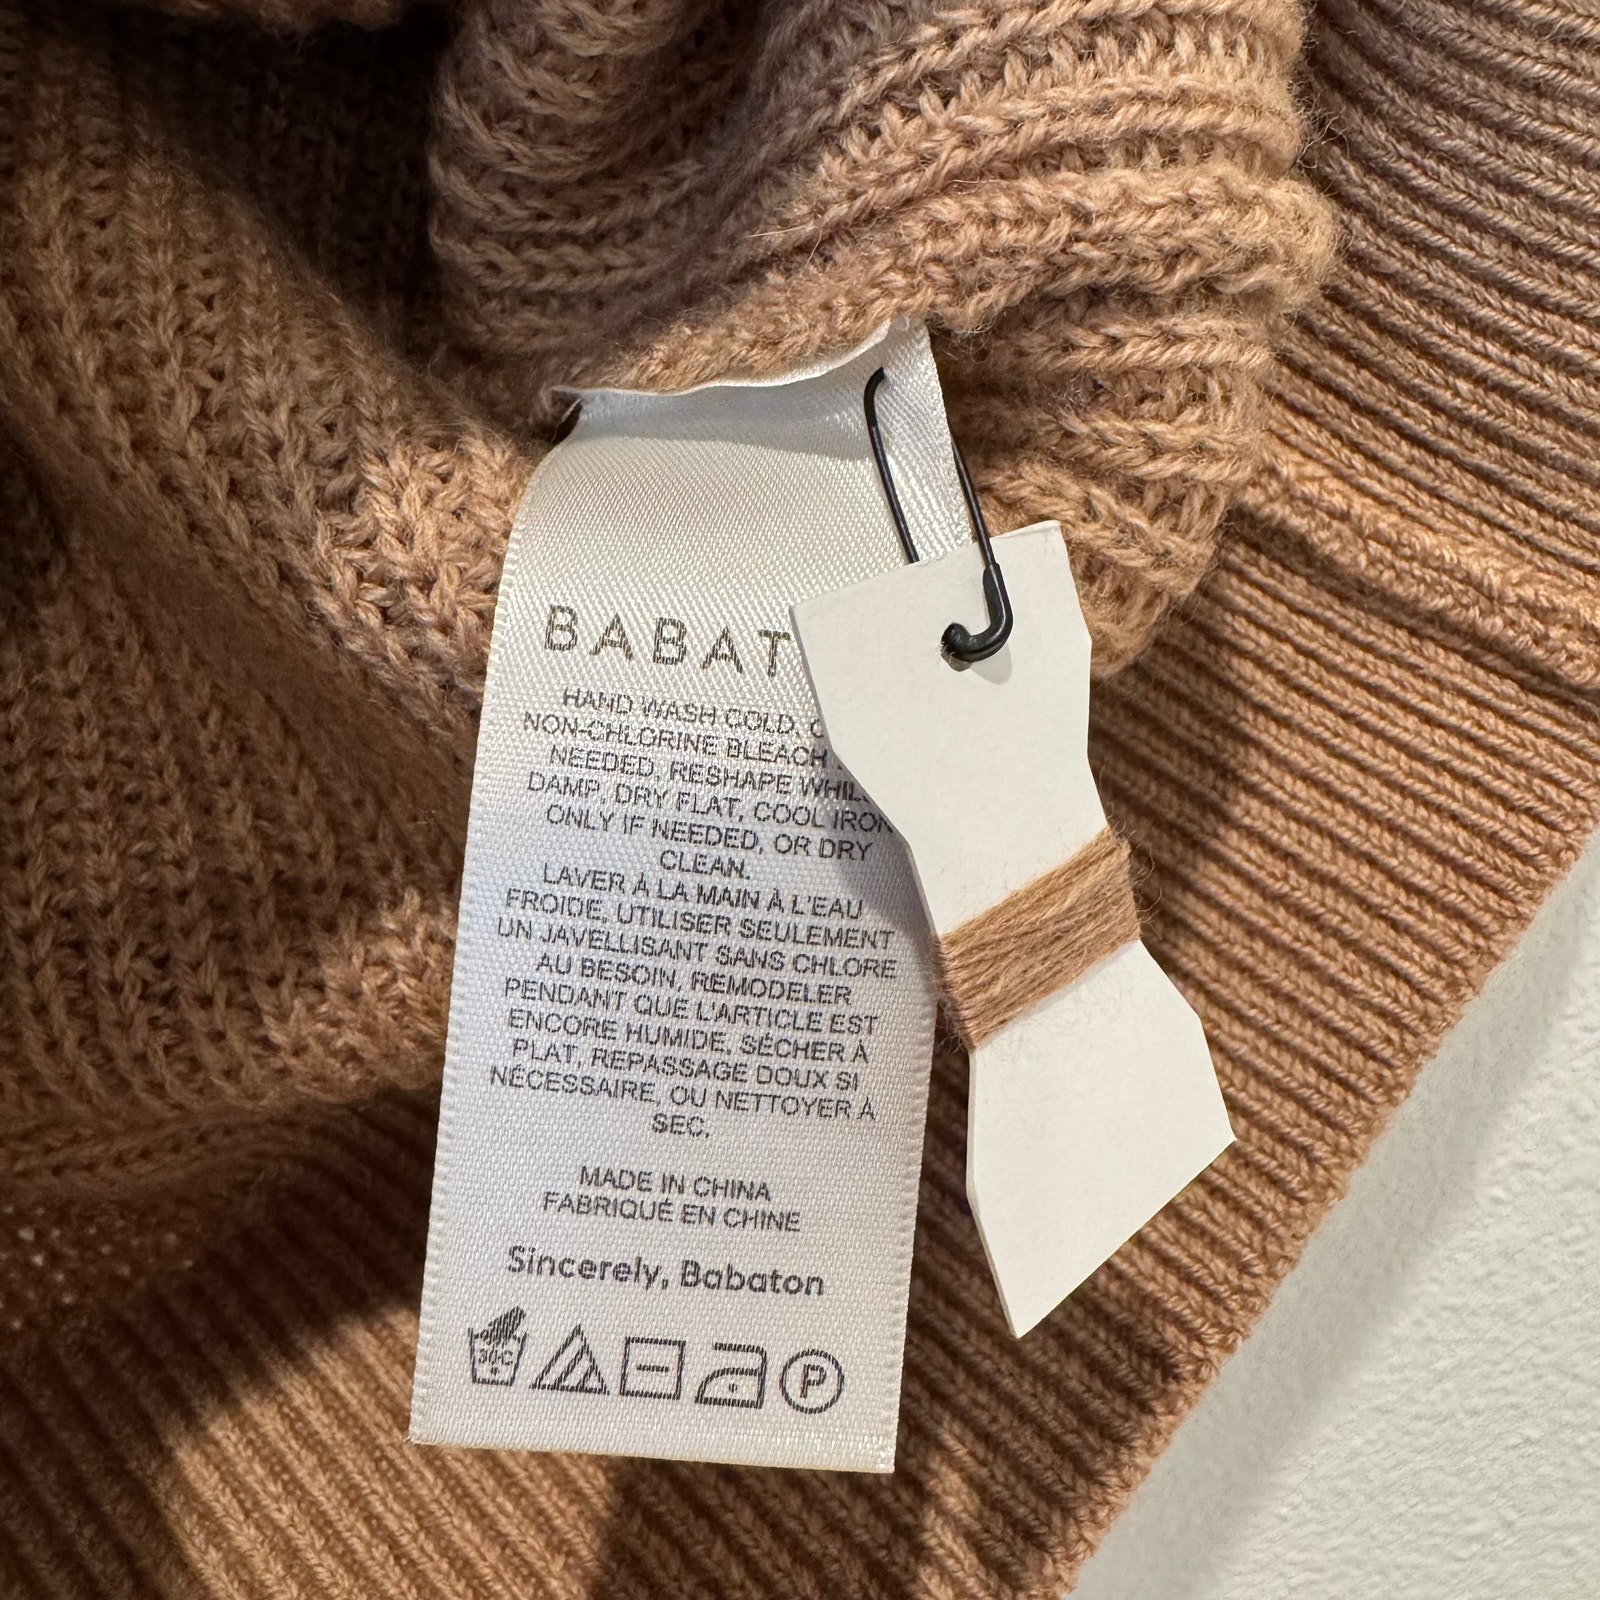 BABAT
HAND WASH COLD,
NON-CHLORINE BLEACH
NEEDED, RESHAPE
DAMP, DRY FLAT, COOL IRON
ONLY IF NEEDED, OR DRY
CLEAN.
LAVER À LA MAIN À L'EAU
FROIDE, UTILISER SEULEMENT
UN JAVELLISANT SANS CHLORE
AU BESOIN, REMODELER
PENDANT QUE L'ARTICLE EST
ENCORE HUMIDE, SÉCHER À
PLAT, REPASSAGE DOUX SI
NÉCESSAIRE, OU NETTOYER À
SEC.
MADE IN CHINA
FABRIQUÉ EN CHINE
Sincerely, Babaton
30°C P